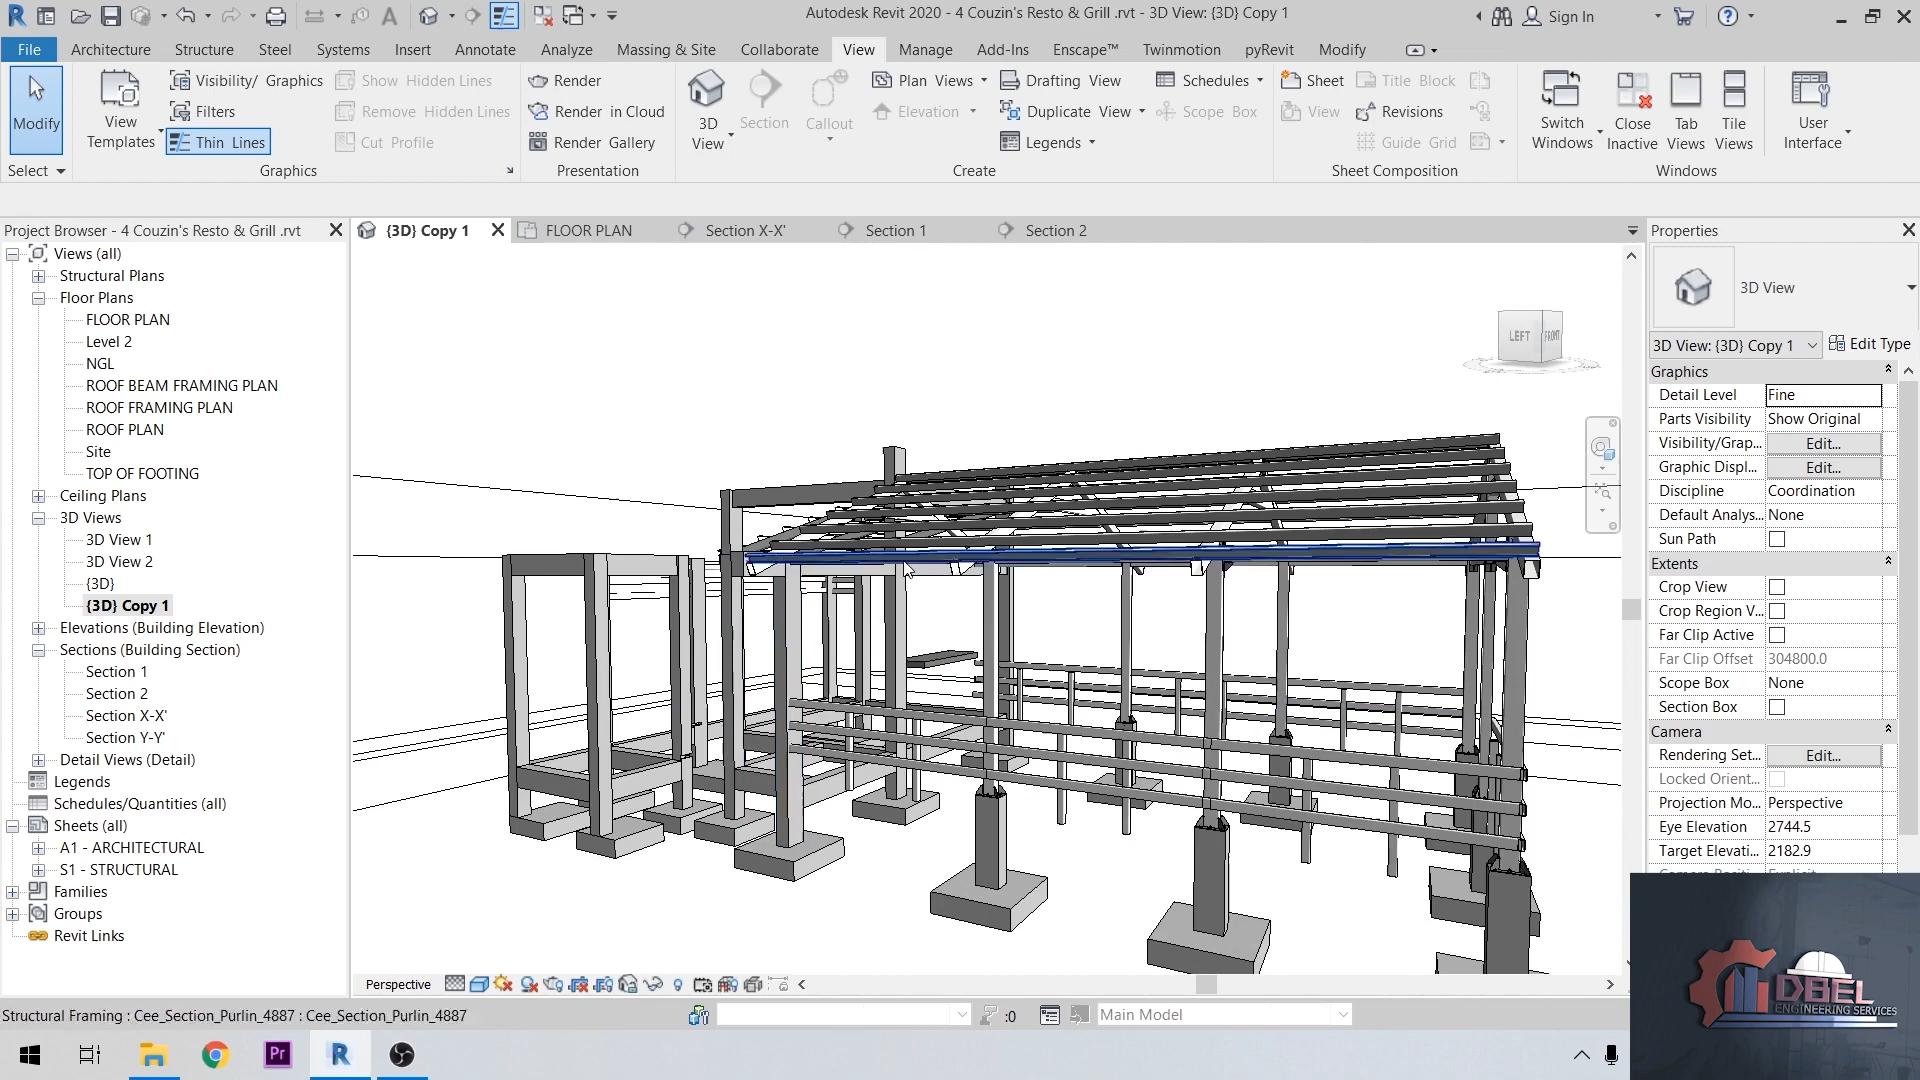 Autodesk Revit 2020 - 4 Couzin's Resto & Grill .rvt - 3D View: {3D} Copy 1
Sign In
File Architecture Structure Steel Systems Insert Annotate Analyze Massing & Site Collaborate View Manage Add-Ins Enscape™ Twinmotion pyRevit Modify
Modify
View Templates
Visibility/ Graphics
Filters
Thin Lines
Show Hidden Lines
Remove Hidden Lines
Cut Profile
Render
Render in Cloud
Render Gallery
3D View
Section
Callout
Plan Views
Elevation
Drafting View
Duplicate View
Legends
Schedules
Scope Box
Sheet
View
Title Block
Revisions
Guide Grid
Switch Windows
Close Inactive
Tab Views
Tile Views
User Interface
Select
Graphics
Presentation
Create
Sheet Composition
Windows
Project Browser - 4 Couzin's Resto & Grill .rvt
Views (all)
Structural Plans
Floor Plans
FLOOR PLAN
Level 2
NGL
ROOF BEAM FRAMING PLAN
ROOF FRAMING PLAN
ROOF PLAN
Site
TOP OF FOOTING
Ceiling Plans
3D Views
3D View 1
3D View 2
{3D}
{3D} Copy 1
Elevations (Building Elevation)
Sections (Building Section)
Section 1
Section 2
Section X-X'
Section Y-Y'
Detail Views (Detail)
Legends
Schedules/Quantities (all)
Sheets (all)
A1 - ARCHITECTURAL
S1 - STRUCTURAL
Families
Groups
Revit Links
{3D} Copy 1
FLOOR PLAN
Section X-X'
Section 1
Section 2
LEFT
FRONT
Properties
3D View
3D View: {3D} Copy 1
Edit Type
Graphics
Detail Level Fine
Parts Visibility Show Original
Visibility/Grap... Edit...
Graphic Displ... Edit...
Discipline Coordination
Default Analys... None
Sun Path
Extents
Crop View
Crop Region V...
Far Clip Active
Far Clip Offset 304800.0
Scope Box None
Section Box
Camera
Rendering Set... Edit...
Locked Orient...
Projection Mo... Perspective
Eye Elevation 2744.5
Target Elevati... 2182.9
Perspective
Structural Framing : Cee_Section_Purlin_4887 : Cee_Section_Purlin_4887
:0
Main Model
DBEL
ENGINEERING SERVICES
Pr
R